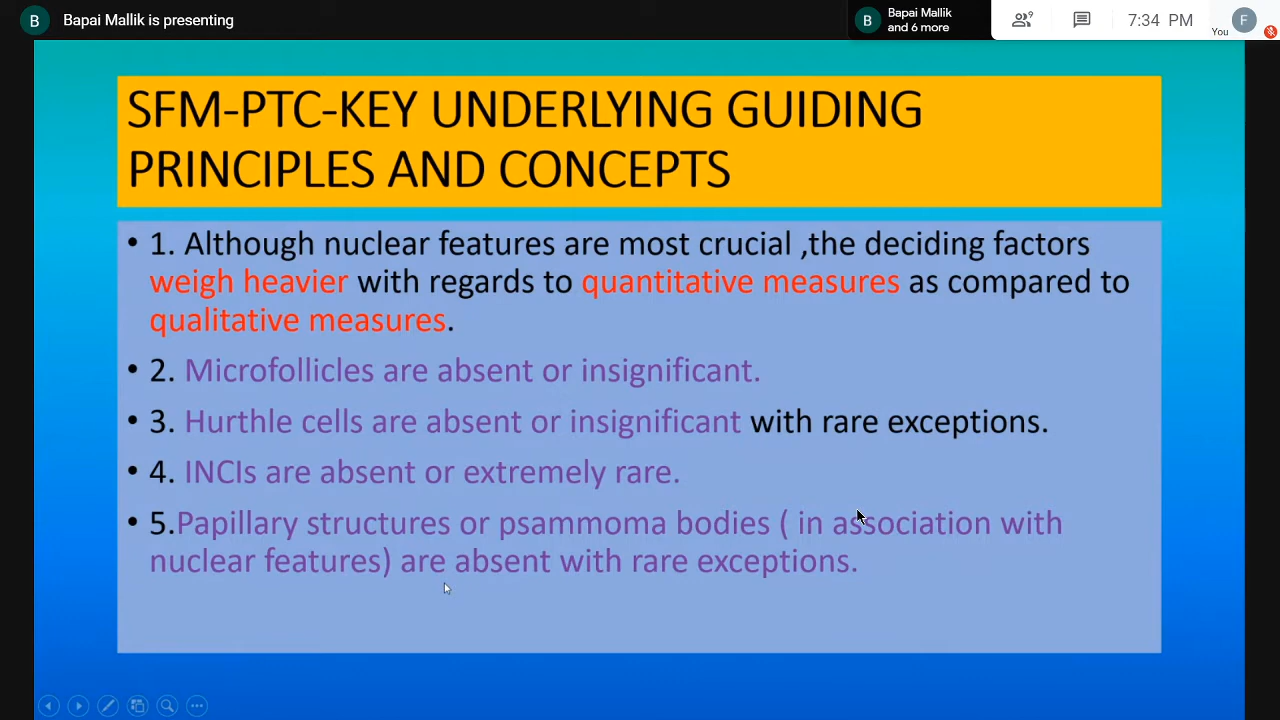 B Bapai Mallik is presenting
B Bapai Mallik
and 6 more
9
7:34 PM
You
F
SFM-PTC-KEY UNDERLYING GUIDING
PRINCIPLES AND CONCEPTS
• 1. Although nuclear features are most crucial ,the deciding factors
weigh heavier with regards to quantitative measures as compared to
qualitative measures.
• 2. Microfollicles are absent or insignificant.
• 3. Hurthle cells are absent or insignificant with rare exceptions.
• 4. INCIs are absent or extremely rare.
• 5.Papillary structures or psammoma bodies ( in association with
nuclear features) are absent with rare exceptions.